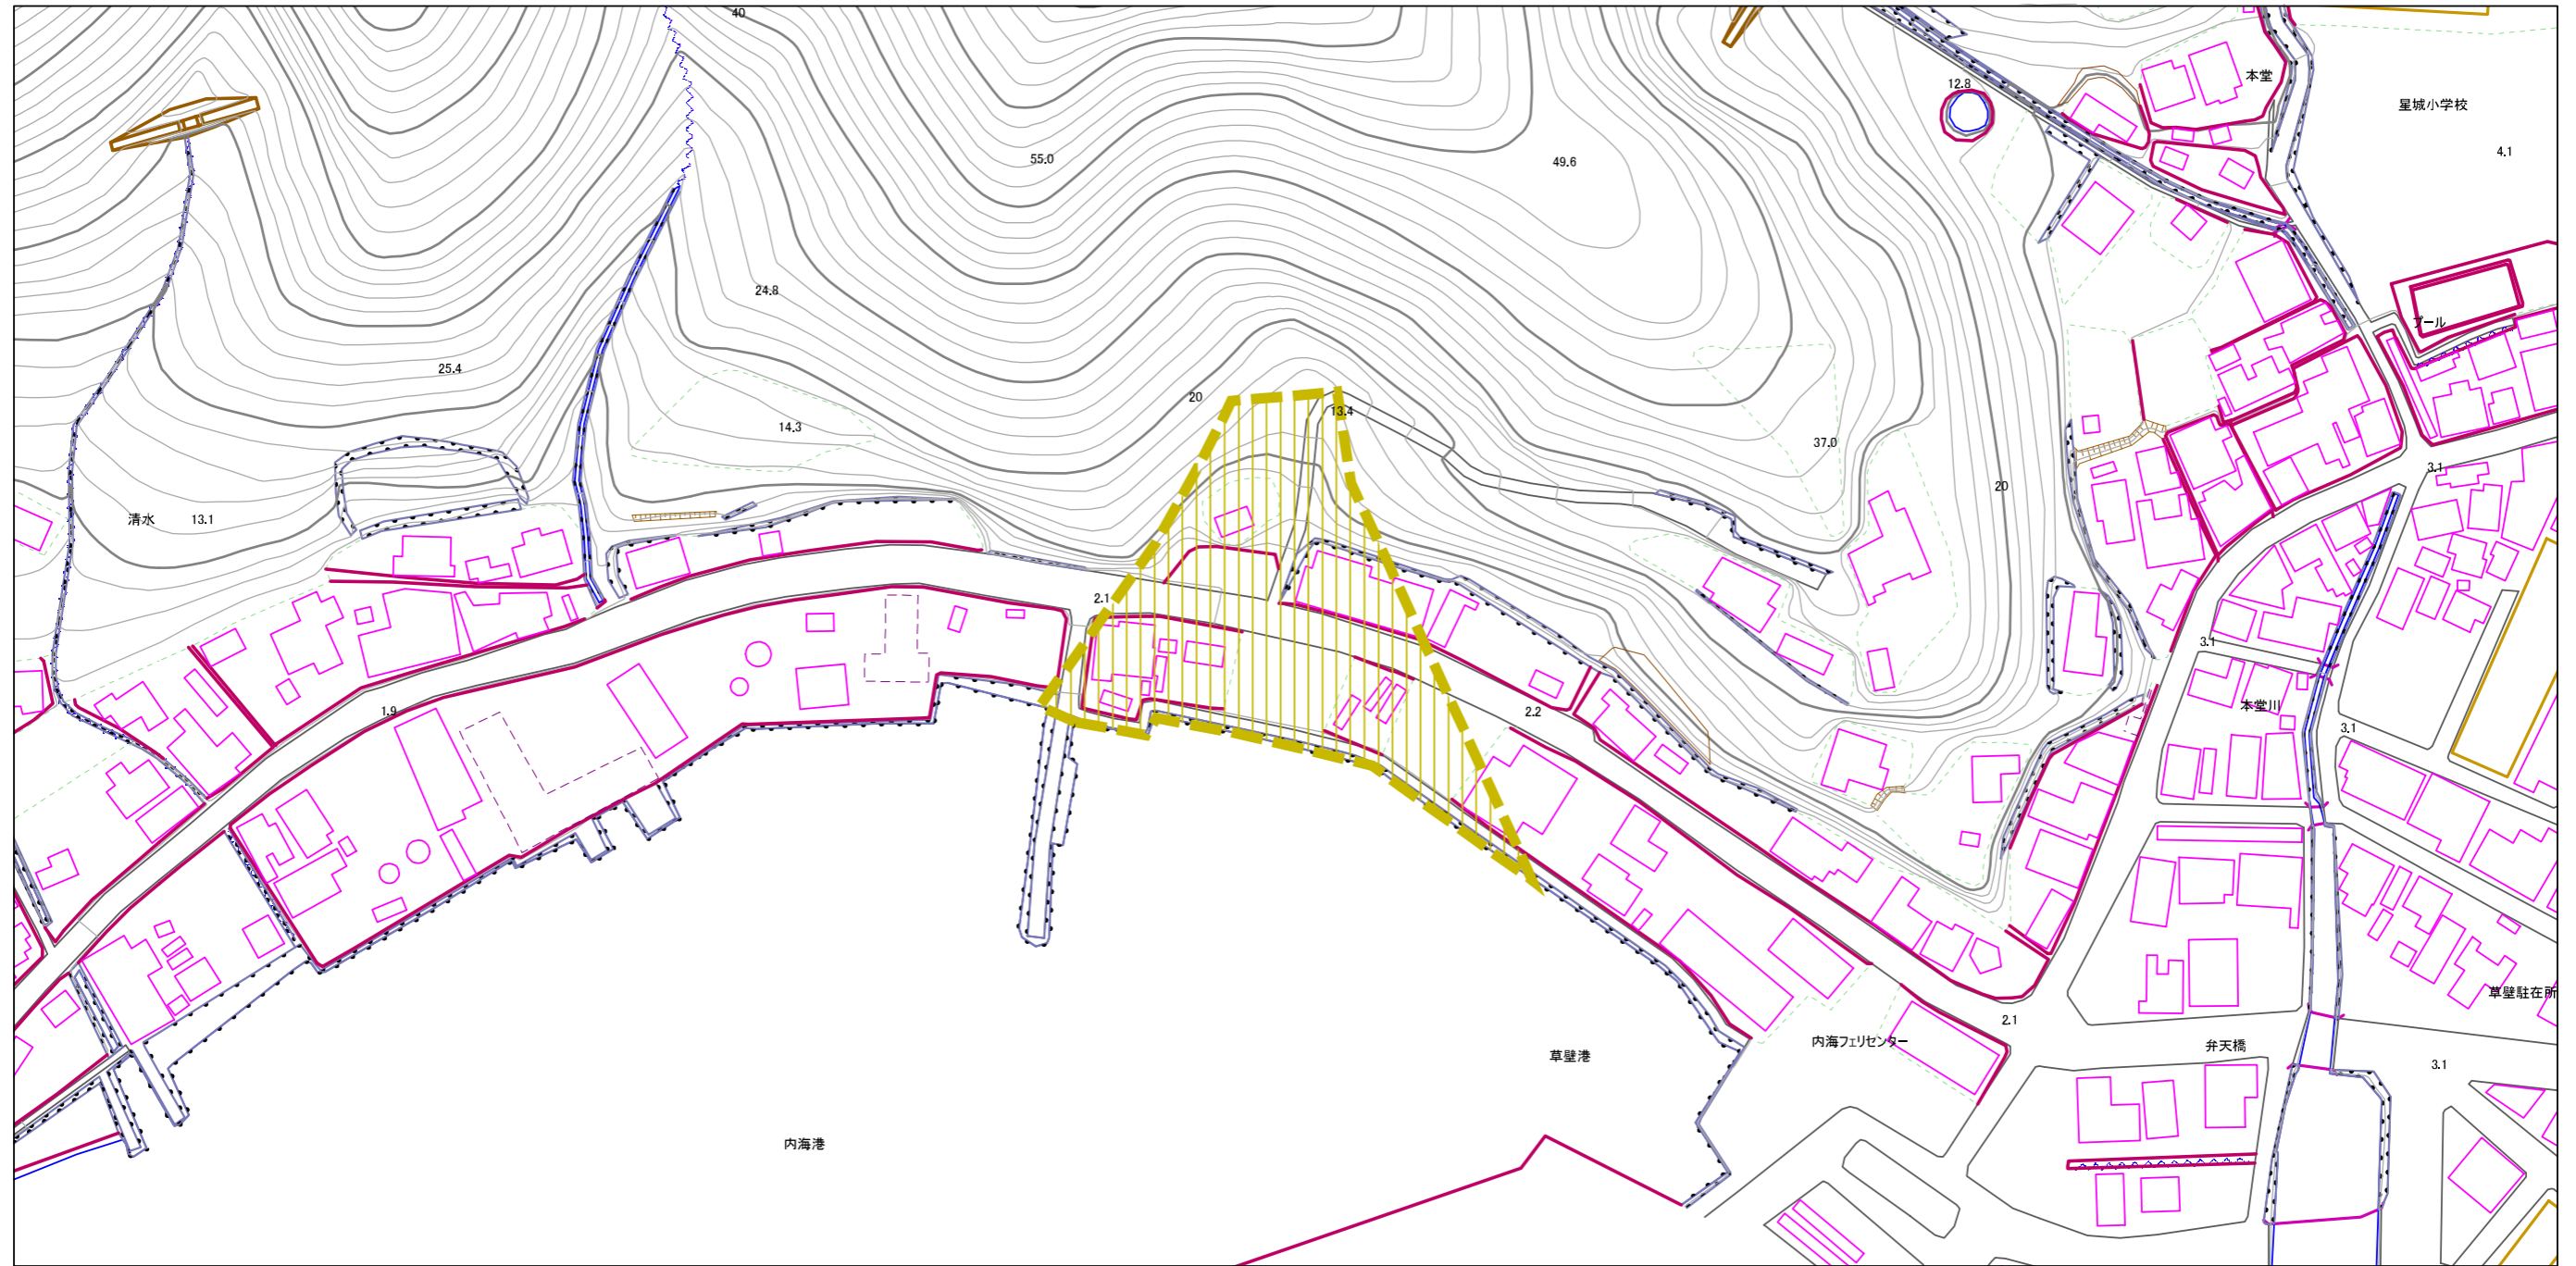 40
本堂
12.8
星城小学校
4.1
55.0
49.6
24.8
プール
25.4
20
13.4
14.3
37.0
3.1
20
清水
13.1
2.1
3.1
本堂川
1.9
2.2
3.1
草壁駐在所
2.1
内海フェリセンター
弁天橋
草壁港
3.1
内海港